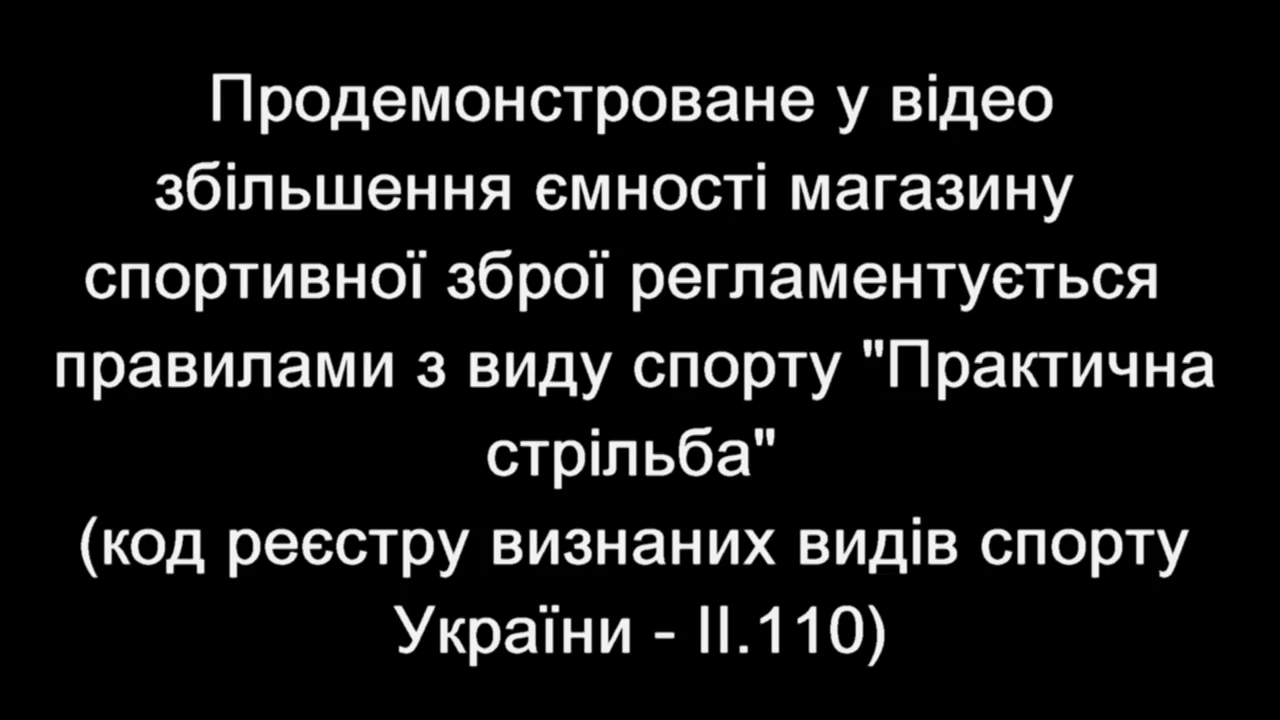 Продемонстроване у відео
збільшення ємності магазину
спортивної зброї регламентується
правилами з виду спорту "Практична
стрільба"
(код реєстру визнаних видів спорту
України - II.110)